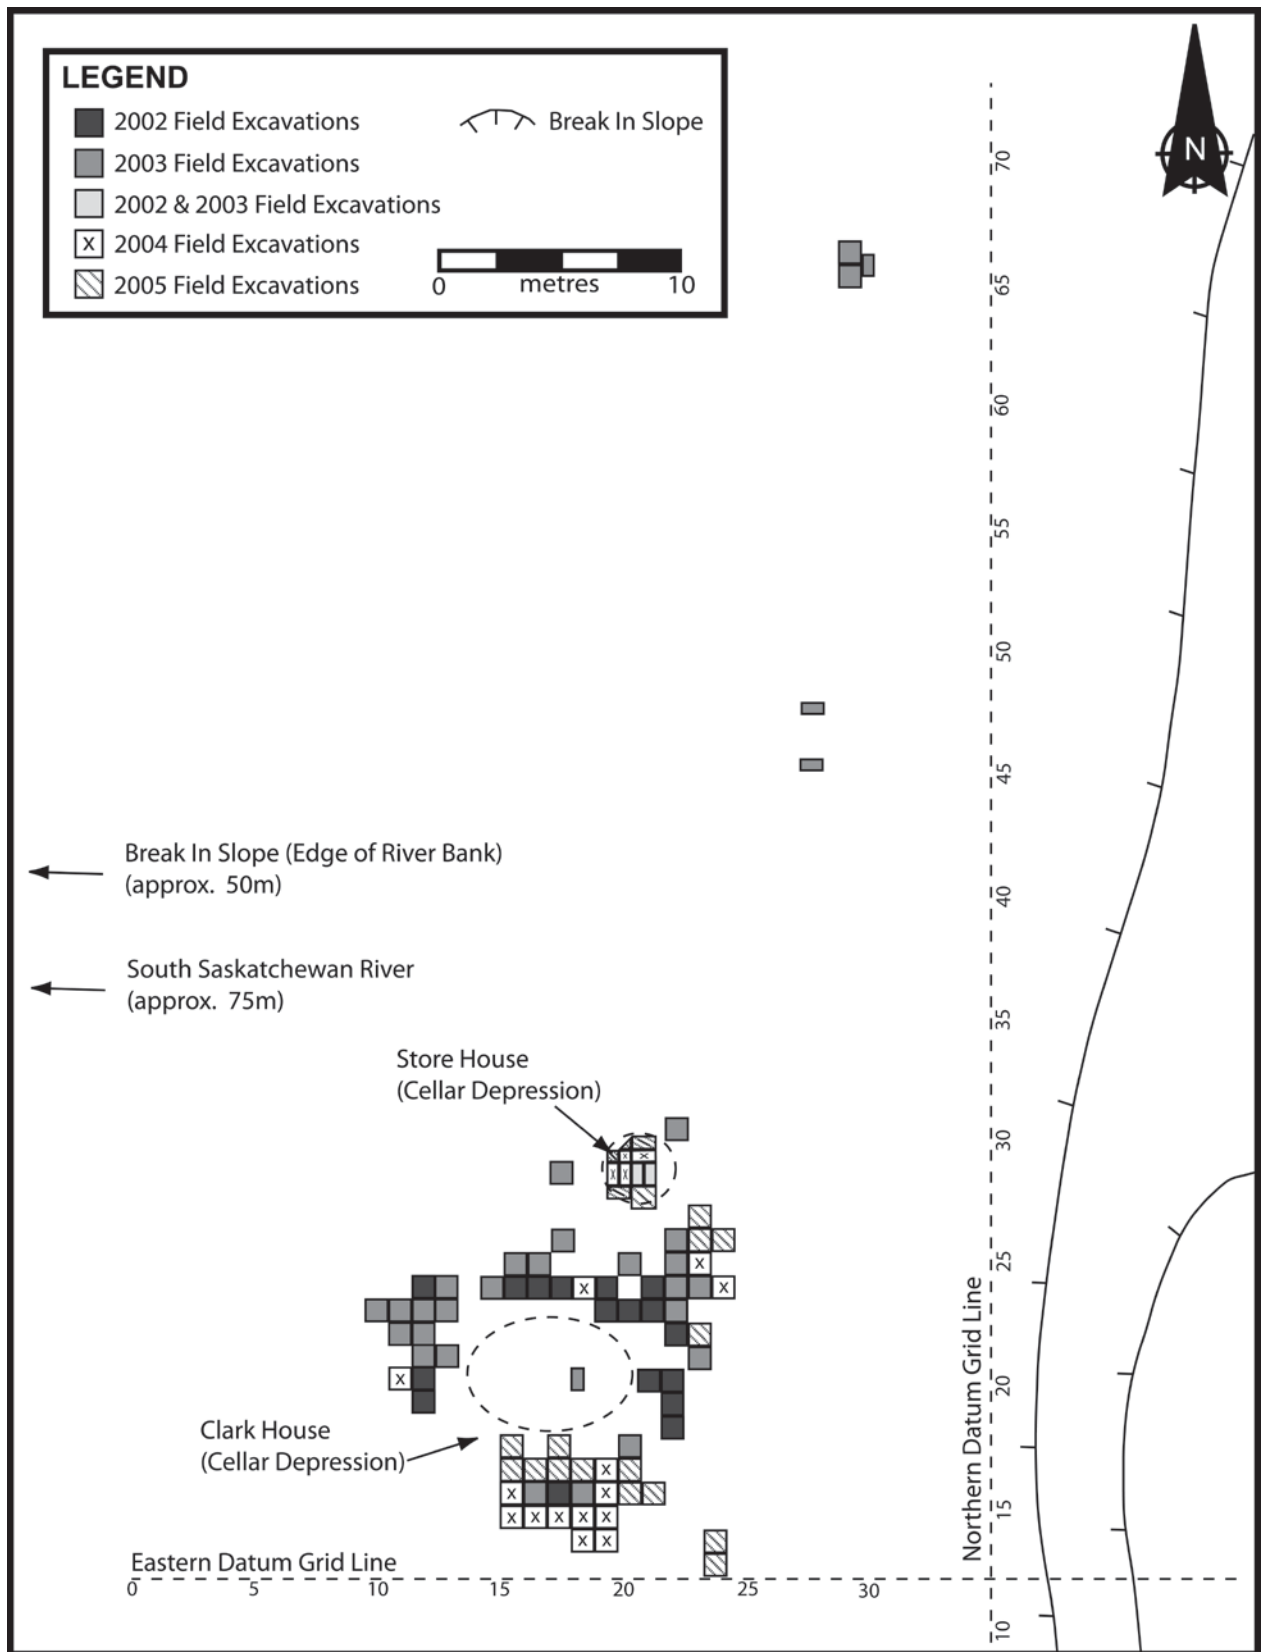 LEGEND
2002 Field Excavations
2003 Field Excavations
2002 & 2003 Field Excavations
x 2004 Field Excavations
2005 Field Excavations
Break In Slope
0 metres 10
N
70
65
60
55
50
45
40
35
30
25
20
15
10
Break In Slope (Edge of River Bank)
(approx. 50m)
South Saskatchewan River
(approx. 75m)
Store House
(Cellar Depression)
x x
x x
x
x x
x
Clark House
(Cellar Depression)
x
x x
x x x x x
x x
Northern Datum Grid Line
Eastern Datum Grid Line
0 5 10 15 20 25 30